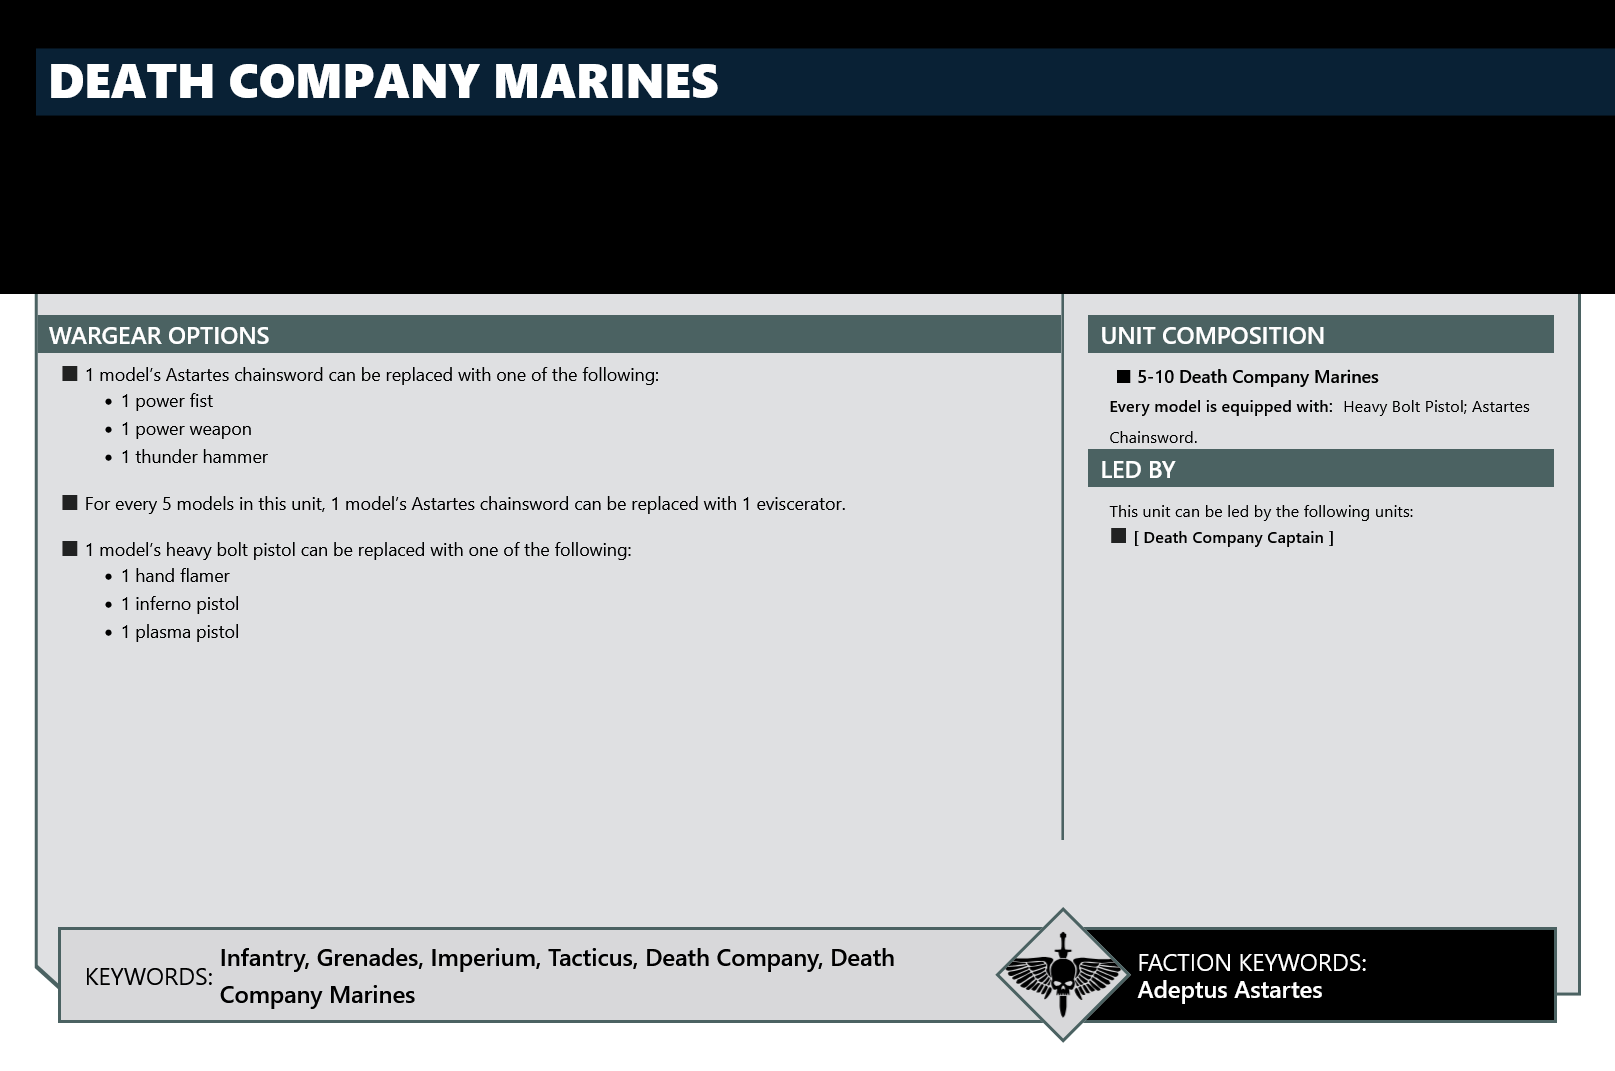 DEATH COMPANY MARINES
WARGEAR OPTIONS
■ 1 model's Astartes chainsword can be replaced with one of the following:
• 1 power fist
• 1 power weapon
• 1 thunder hammer
■ For every 5 models in this unit, 1 model's Astartes chainsword can be replaced with 1 eviscerator.
■ 1 model's heavy bolt pistol can be replaced with one of the following:
• 1 hand flamer
• 1 inferno pistol
• 1 plasma pistol
UNIT COMPOSITION
■ 5-10 Death Company Marines
Every model is equipped with: Heavy Bolt Pistol; Astartes
Chainsword.
LED BY
This unit can be led by the following units:
■ [ Death Company Captain ]
KEYWORDS:
Infantry, Grenades, Imperium, Tacticus, Death Company, Death
Company Marines
FACTION KEYWORDS:
Adeptus Astartes